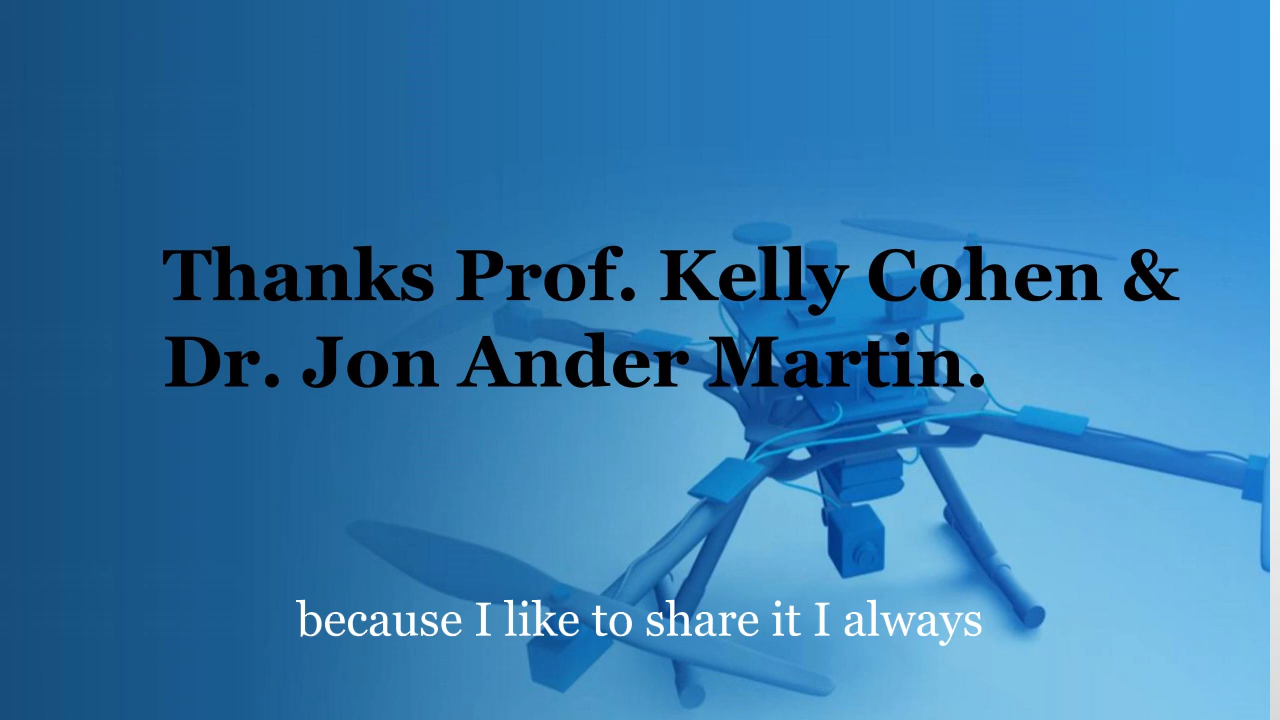 Thanks Prof. Kelly Cohen &
Dr. Jon Ander Martin.
because I like to share it I always